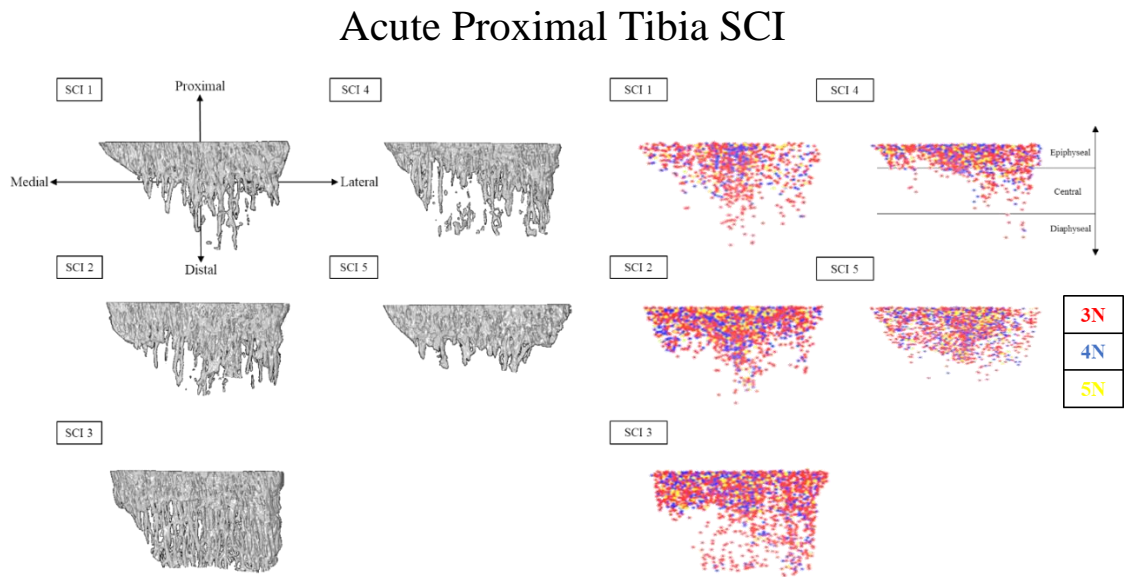 Acute Proximal Tibia SCI
SCI 1
Proximal
SCI 4
Medial
Lateral
SCI 2
Distal
SCI 5
SCI 3
SCI 1
SCI 4
Epiphyseal
Central
Diaphyseal
SCI 2
SCI 5
3N
4N
5N
SCI 3